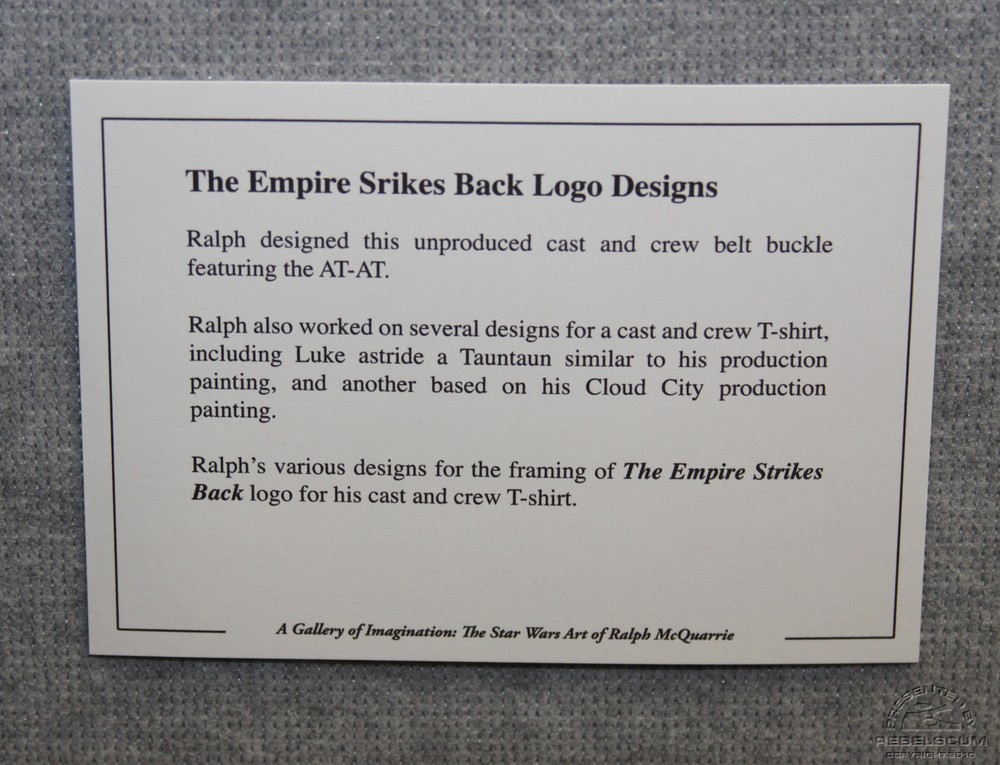 The Empire Srikes Back Logo Designs
Ralph designed this unproduced cast and crew belt buckle
featuring the AT-AT.
Ralph also worked on several designs for a cast and crew T-shirt,
including Luke astride a Tauntaun similar to his production
painting, and another based on his Cloud City production
painting.
Ralph's various designs for the framing of The Empire Strikes
Back logo for his cast and crew T-shirt.
A Gallery of Imagination: The Star Wars Art of Ralph McQuarrie
PRESENTED BY
REBELSCUM
COPYRIGHT 2010